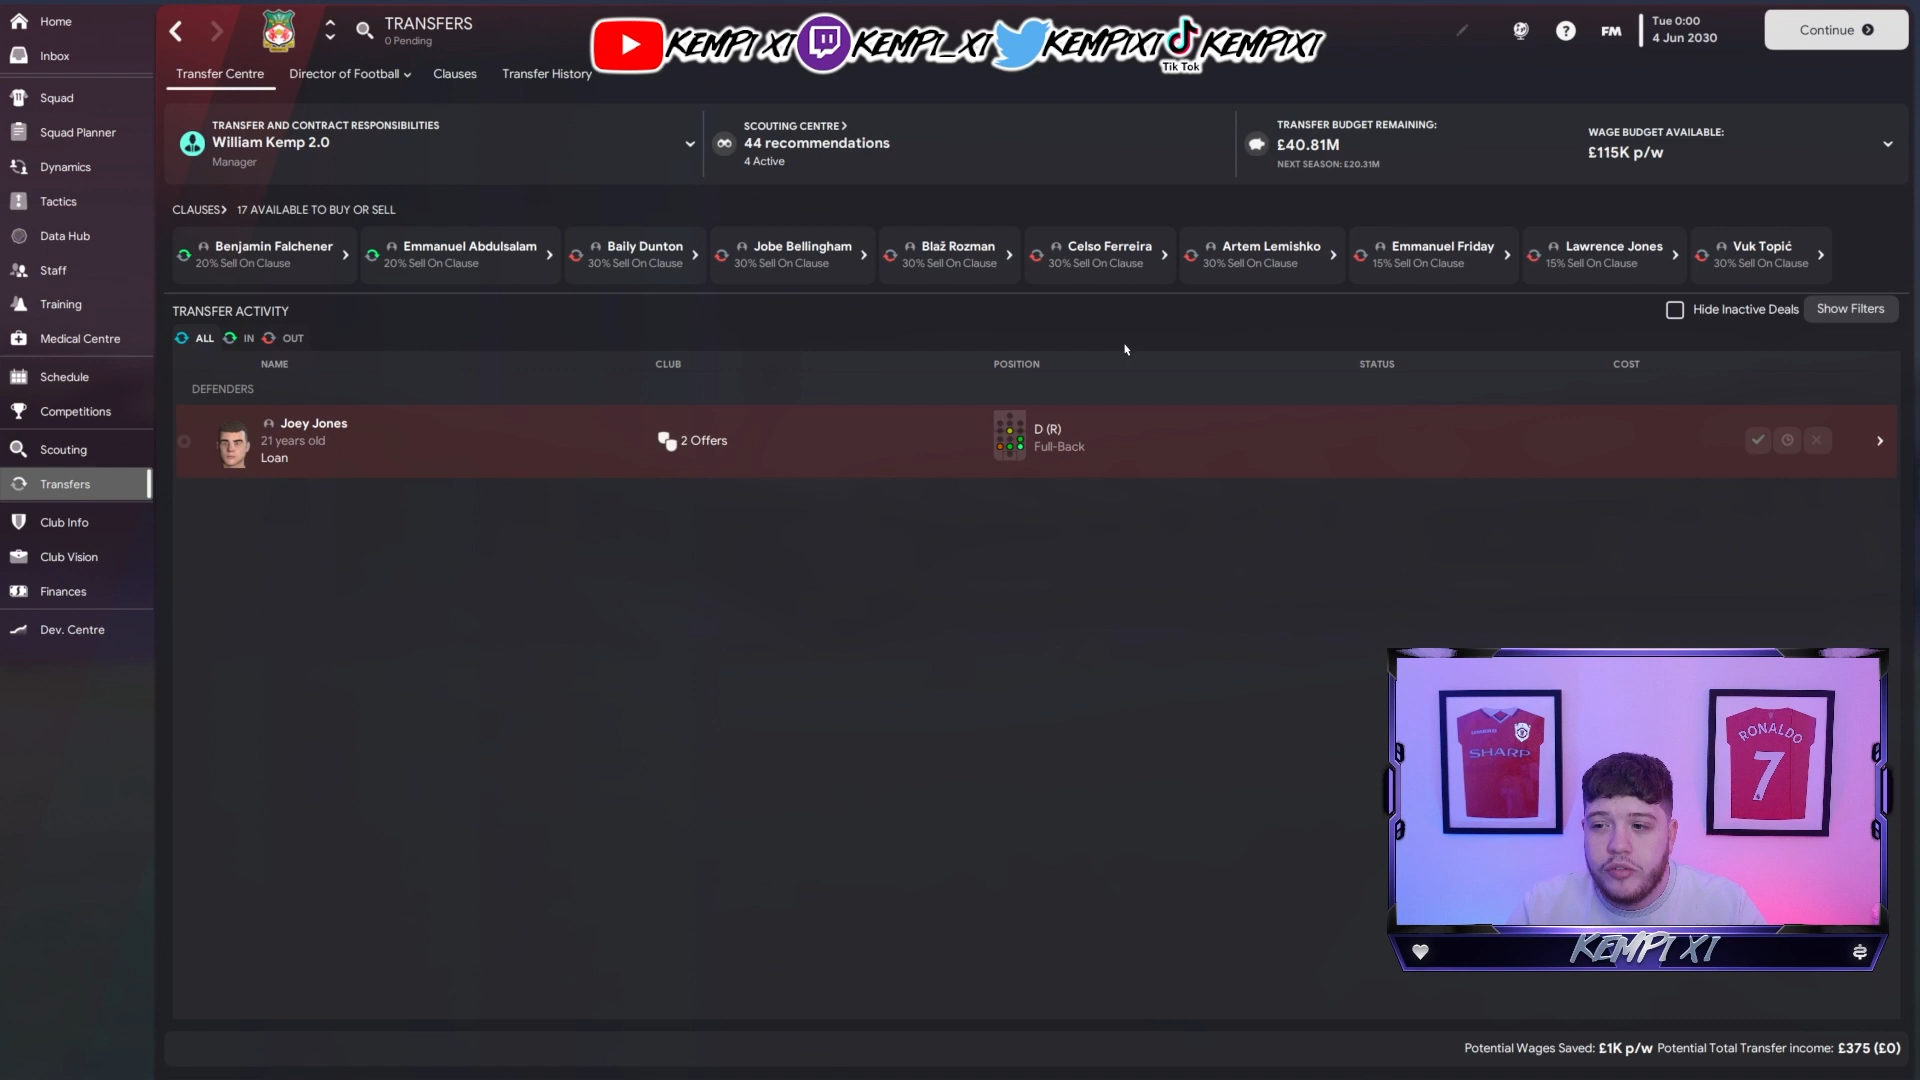 Home
Inbox
Squad
Squad Planner
Dynamics
Tactics
Data Hub
Staff
Training
Medical Centre
Schedule
Competitions
Scouting
Transfers
Club Info
Club Vision
Finances
Dev. Centre
TRANSFERS
0 Pending
KEMPI XI KEMPI_XI KEMPIXI KEMPIXI
Tik Tok
FM
Tue 0:00
4 Jun 2030
Continue
Transfer Centre Director of Football Clauses Transfer History
TRANSFER AND CONTRACT RESPONSIBILITIES
William Kemp 2.0
Manager
SCOUTING CENTRE
44 recommendations
4 Active
TRANSFER BUDGET REMAINING:
£40.81M
NEXT SEASON: £20.31M
WAGE BUDGET AVAILABLE:
£115K p/w
CLAUSES 17 AVAILABLE TO BUY OR SELL
Benjamin Falchener
20% Sell On Clause
Emmanuel Abdulsalam
20% Sell On Clause
Baily Dunton
30% Sell On Clause
Jobe Bellingham
30% Sell On Clause
Blaž Rozman
30% Sell On Clause
Celso Ferreira
30% Sell On Clause
Artem Lemishko
30% Sell On Clause
Emmanuel Friday
15% Sell On Clause
Lawrence Jones
15% Sell On Clause
Vuk Topić
30% Sell On Clause
TRANSFER ACTIVITY
Hide Inactive Deals Show Filters
ALL IN OUT
NAME CLUB POSITION STATUS COST
DEFENDERS
Joey Jones
21 years old
Loan
2 Offers
D (R)
Full-Back
UMBRO
SHARP
RONALDO
7
KEMPI XI
Potential Wages Saved: £1K p/w Potential Total Transfer income: £375 (£0)